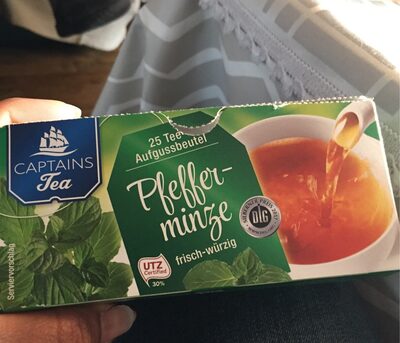 CAPTAINS
Tea
25 Tee-
Aufgussbeutel
Pfeffer-
minze
frisch-würzig
UTZ
Certified
30%
DLG
Serviervorschlag